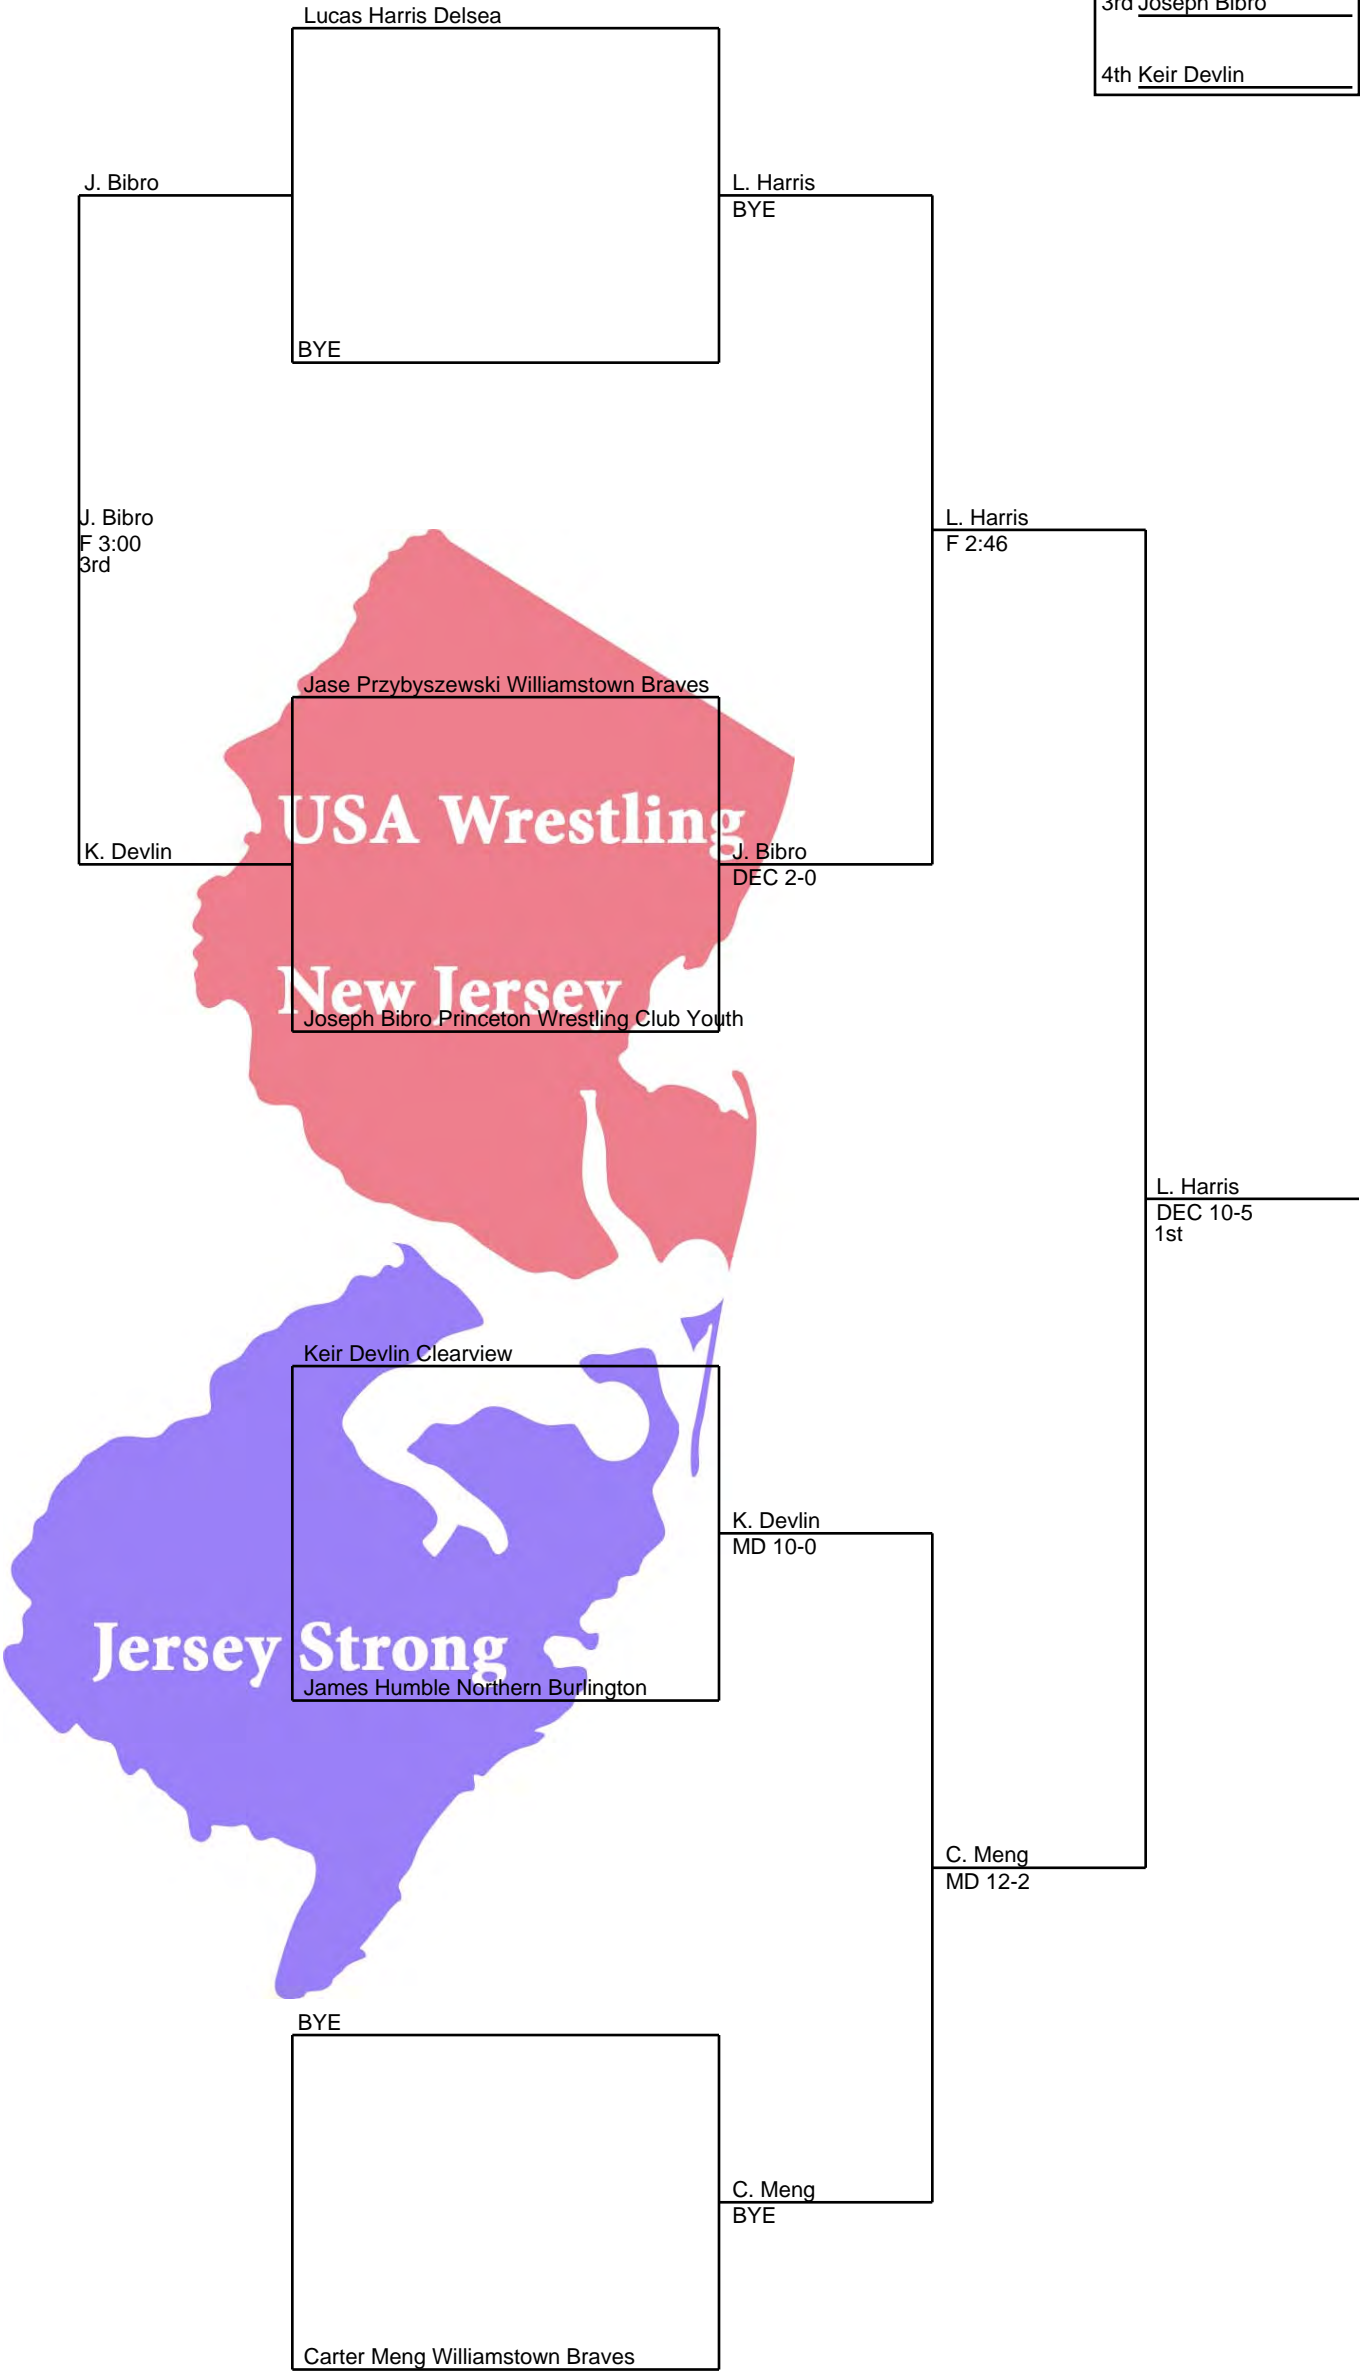 Lucas Harris Delsea
3rd Joseph Bibro
4th Keir Devlin
J. Bibro
L. Harris
BYE
BYE
J. Bibro
F 3:00
3rd
L. Harris
F 2:46
Jase Przybyszewski Williamstown Braves
USA Wrestling
K. Devlin
J. Bibro
DEC 2-0
New Jersey
Joseph Bibro Princeton Wrestling Club Youth
L. Harris
DEC 10-5
1st
Keir Devlin Clearview
K. Devlin
MD 10-0
Jersey Strong
James Humble Northern Burlington
C. Meng
MD 12-2
BYE
C. Meng
BYE
Carter Meng Williamstown Braves